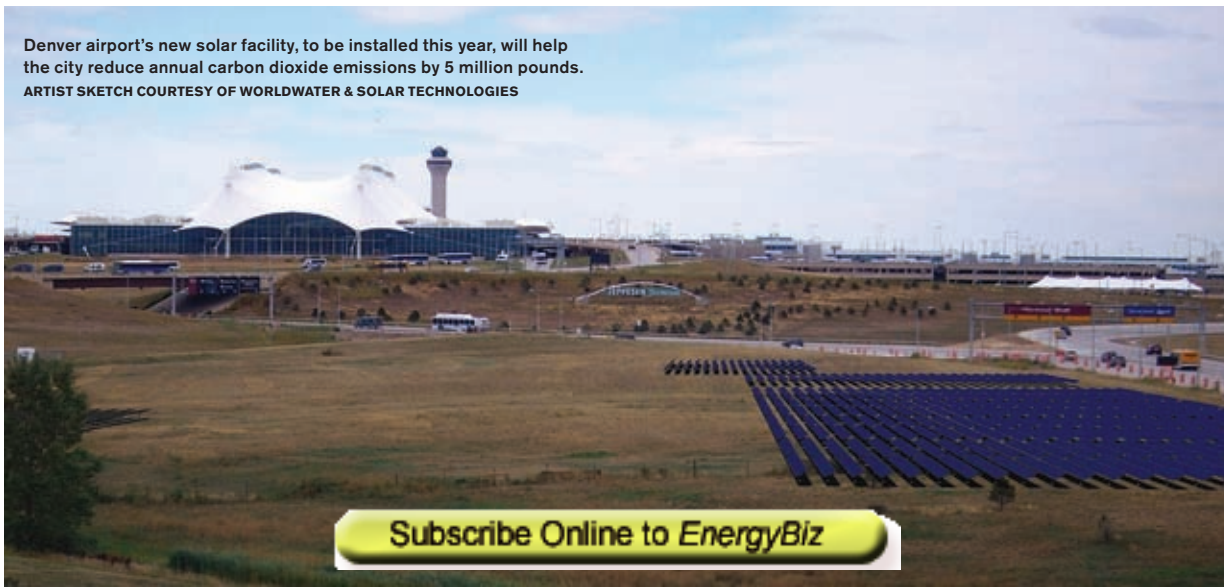 Denver airport's new solar facility, to be installed this year, will help
the city reduce annual carbon dioxide emissions by 5 million pounds.
ARTIST SKETCH COURTESY OF WORLDWATER & SOLAR TECHNOLOGIES
Subscribe Online to EnergyBiz